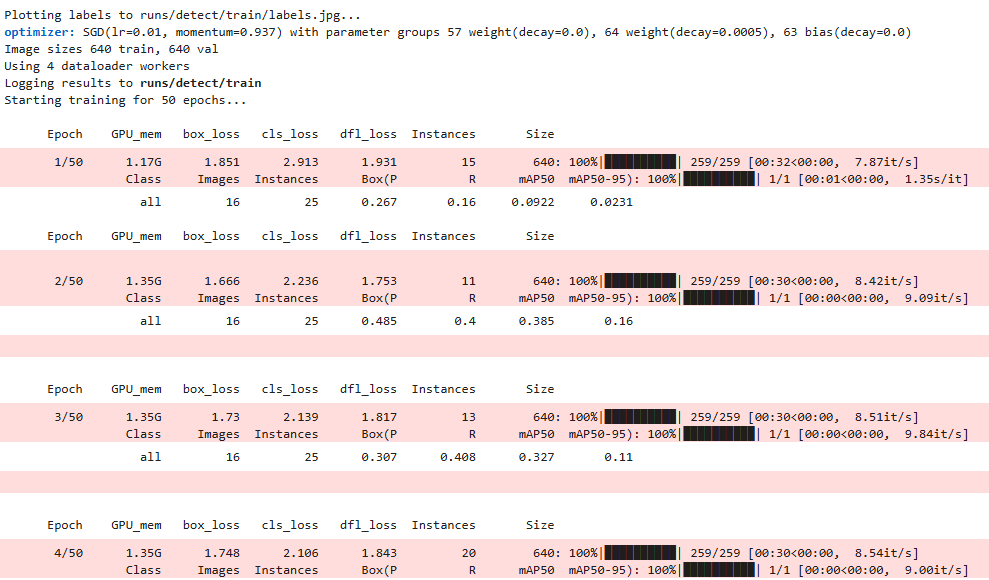 Plotting labels to runs/detect/train/labels.jpg...
optimizer: SGD(lr=0.01, momentum=0.937) with parameter groups 57 weight(decay=0.0), 64 weight(decay=0.0005), 63 bias(decay=0.0)
Image sizes 640 train, 640 val
Using 4 dataloader workers
Logging results to runs/detect/train
Starting training for 50 epochs...
Epoch GPU_mem box_loss cls_loss dfl_loss Instances Size
1/50 1.17G 1.851 2.913 1.931 15 640: 100%|██████████| 259/259 [00:32<00:00, 7.87it/s]
Class Images Instances Box(P R mAP50 mAP50-95): 100%|██████████| 1/1 [00:01<00:00, 1.35s/it]
all 16 25 0.267 0.16 0.0922 0.0231
Epoch GPU_mem box_loss cls_loss dfl_loss Instances Size
2/50 1.35G 1.666 2.236 1.753 11 640: 100%|██████████| 259/259 [00:30<00:00, 8.42it/s]
Class Images Instances Box(P R mAP50 mAP50-95): 100%|██████████| 1/1 [00:00<00:00, 9.09it/s]
all 16 25 0.485 0.4 0.385 0.16
Epoch GPU_mem box_loss cls_loss dfl_loss Instances Size
3/50 1.35G 1.73 2.139 1.817 13 640: 100%|██████████| 259/259 [00:30<00:00, 8.51it/s]
Class Images Instances Box(P R mAP50 mAP50-95): 100%|██████████| 1/1 [00:00<00:00, 9.84it/s]
all 16 25 0.307 0.408 0.327 0.11
Epoch GPU_mem box_loss cls_loss dfl_loss Instances Size
4/50 1.35G 1.748 2.106 1.843 20 640: 100%|██████████| 259/259 [00:30<00:00, 8.54it/s]
Class Images Instances Box(P R mAP50 mAP50-95): 100%|██████████| 1/1 [00:00<00:00, 9.00it/s]